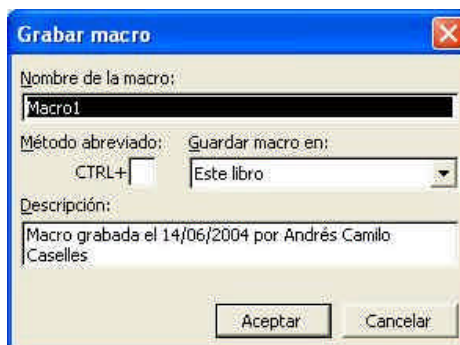 Grabar macro
Nombre de la macro:
Macro1
Método abreviado: Guardar macro en:
CTRL+ Este libro
Descripción:
Macro grabada el 14/06/2004 por Andrés Camilo
Caselles
Aceptar Cancelar